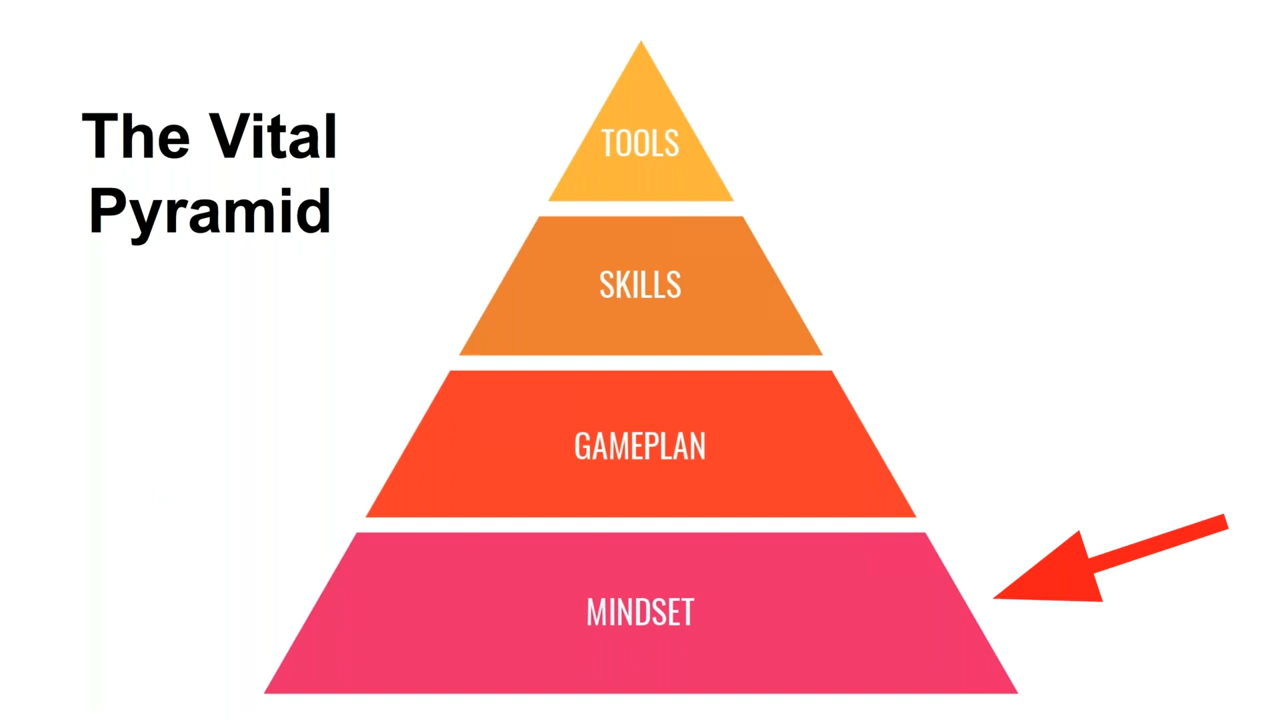 The Vital
Pyramid
TOOLS
SKILLS
GAMEPLAN
MINDSET